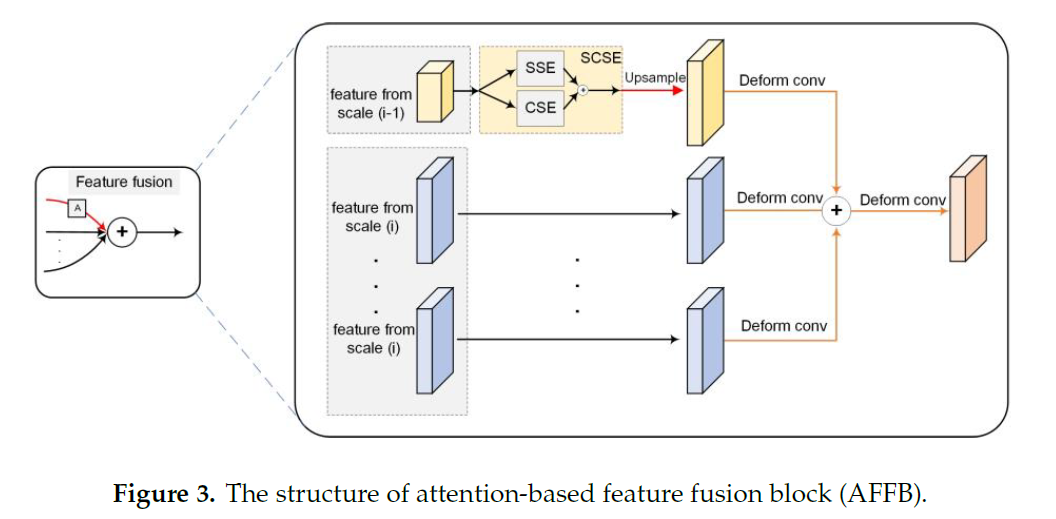 Feature fusion
A
+
feature from
scale (i-1)
SSE
CSE
SCSE
+
Upsample
Deform conv
feature from
scale (i)
Deform conv
+
Deform conv
feature from
scale (i)
Deform conv
Figure 3. The structure of attention-based feature fusion block (AFFB).